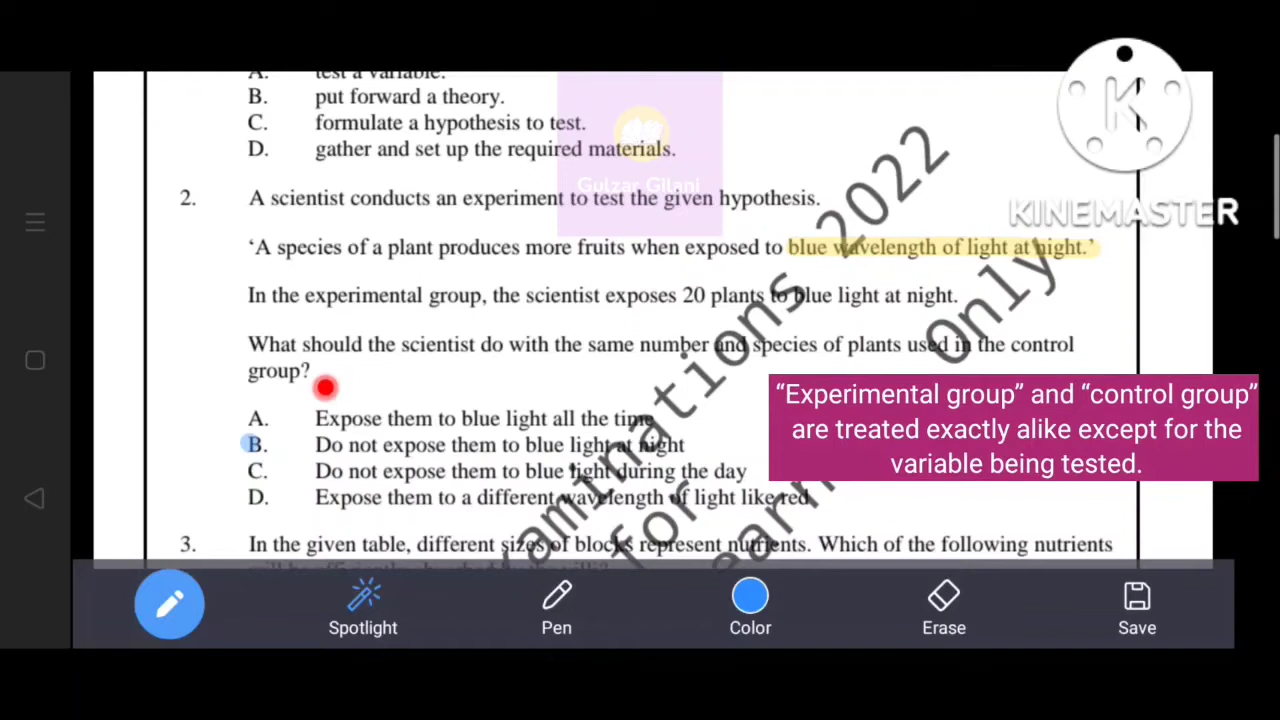 A. test a variable.
B. put forward a theory.
C. formulate a hypothesis to test.
D. gather and set up the required materials.
Gulzar Gilani
KINEMASTER
2. A scientist conducts an experiment to test the given hypothesis.
‘A species of a plant produces more fruits when exposed to blue wavelength of light at night.’
In the experimental group, the scientist exposes 20 plants to blue light at night.
What should the scientist do with the same number and species of plants used in the control
group?
A. Expose them to blue light all the time
B. Do not expose them to blue light at night
C. Do not expose them to blue light during the day
D. Expose them to a different wavelength of light like red
“Experimental group” and “control group”
are treated exactly alike except for the
variable being tested.
3. In the given table, different sizes of blocks represent nutrients. Which of the following nutrients
aminations 2022
for
Only
Spotlight
Pen
Color
Erase
Save